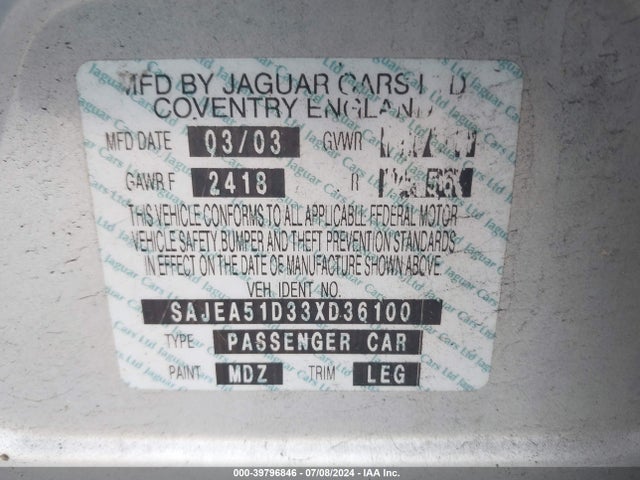 MFD BY JAGUAR CARS
COVENTRY ENGLAND
MFD DATE 03/03 GVWR
GAWR F 2418 R
THIS VEHICLE CONFORMS TO ALL APPLICABLE FEDERAL MOTOR
VEHICLE SAFETY BUMPER AND THEFT PREVENTION STANDARDS
IN EFFECT ON THE DATE OF MANUFACTURE SHOWN ABOVE.
VEH. IDENT NO.
SAJEA51D33XD36100
TYPE PASSENGER CAR
PAINT MDZ TRIM LEG
000-39796846 - 07/08/2024 - IAA Inc.